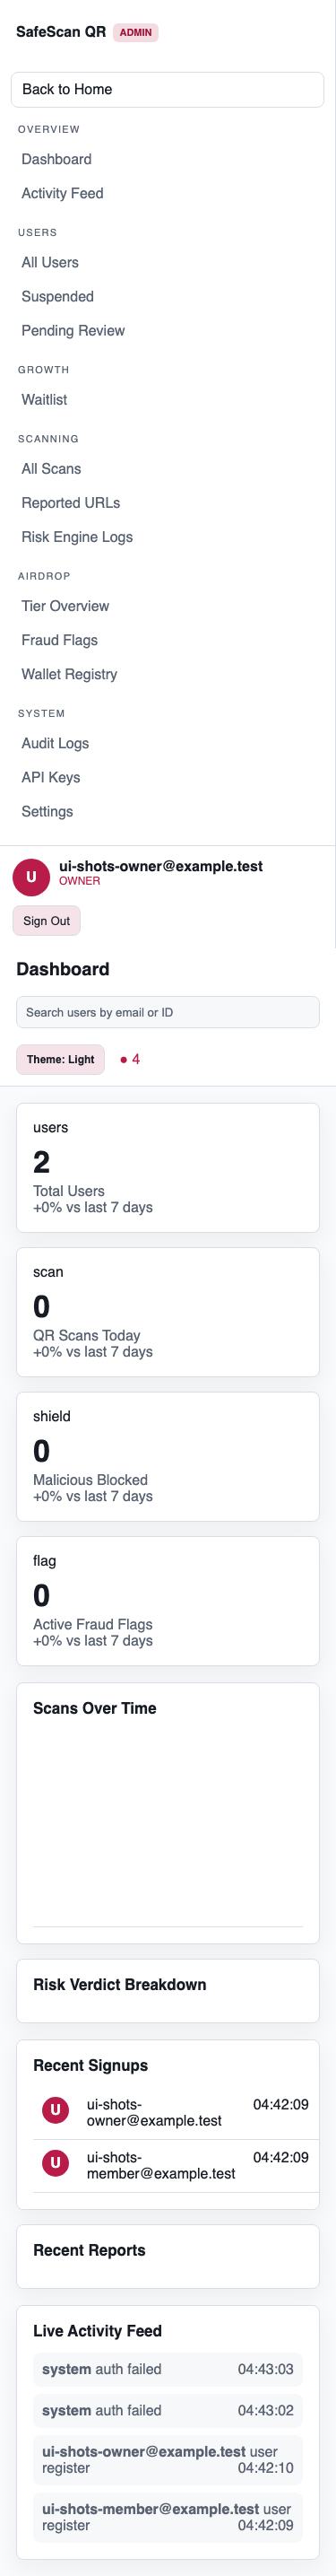 SafeScan QR ADMIN
Back to Home
OVERVIEW
Dashboard
Activity Feed
USERS
All Users
Suspended
Pending Review
GROWTH
Waitlist
SCANNING
All Scans
Reported URLs
Risk Engine Logs
AIRDROP
Tier Overview
Fraud Flags
Wallet Registry
SYSTEM
Audit Logs
API Keys
Settings
U
ui-shots-owner@example.test
OWNER
Sign Out
Dashboard
Search users by email or ID
Theme: Light
4
users
2
Total Users
+0% vs last 7 days
scan
0
QR Scans Today
+0% vs last 7 days
shield
0
Malicious Blocked
+0% vs last 7 days
flag
0
Active Fraud Flags
+0% vs last 7 days
Scans Over Time
Risk Verdict Breakdown
Recent Signups
U ui-shots- 04:42:09
owner@example.test
U ui-shots- 04:42:09
member@example.test
Recent Reports
Live Activity Feed
system auth failed 04:43:03
system auth failed 04:43:02
ui-shots-owner@example.test user
register 04:42:10
ui-shots-member@example.test user
register 04:42:09